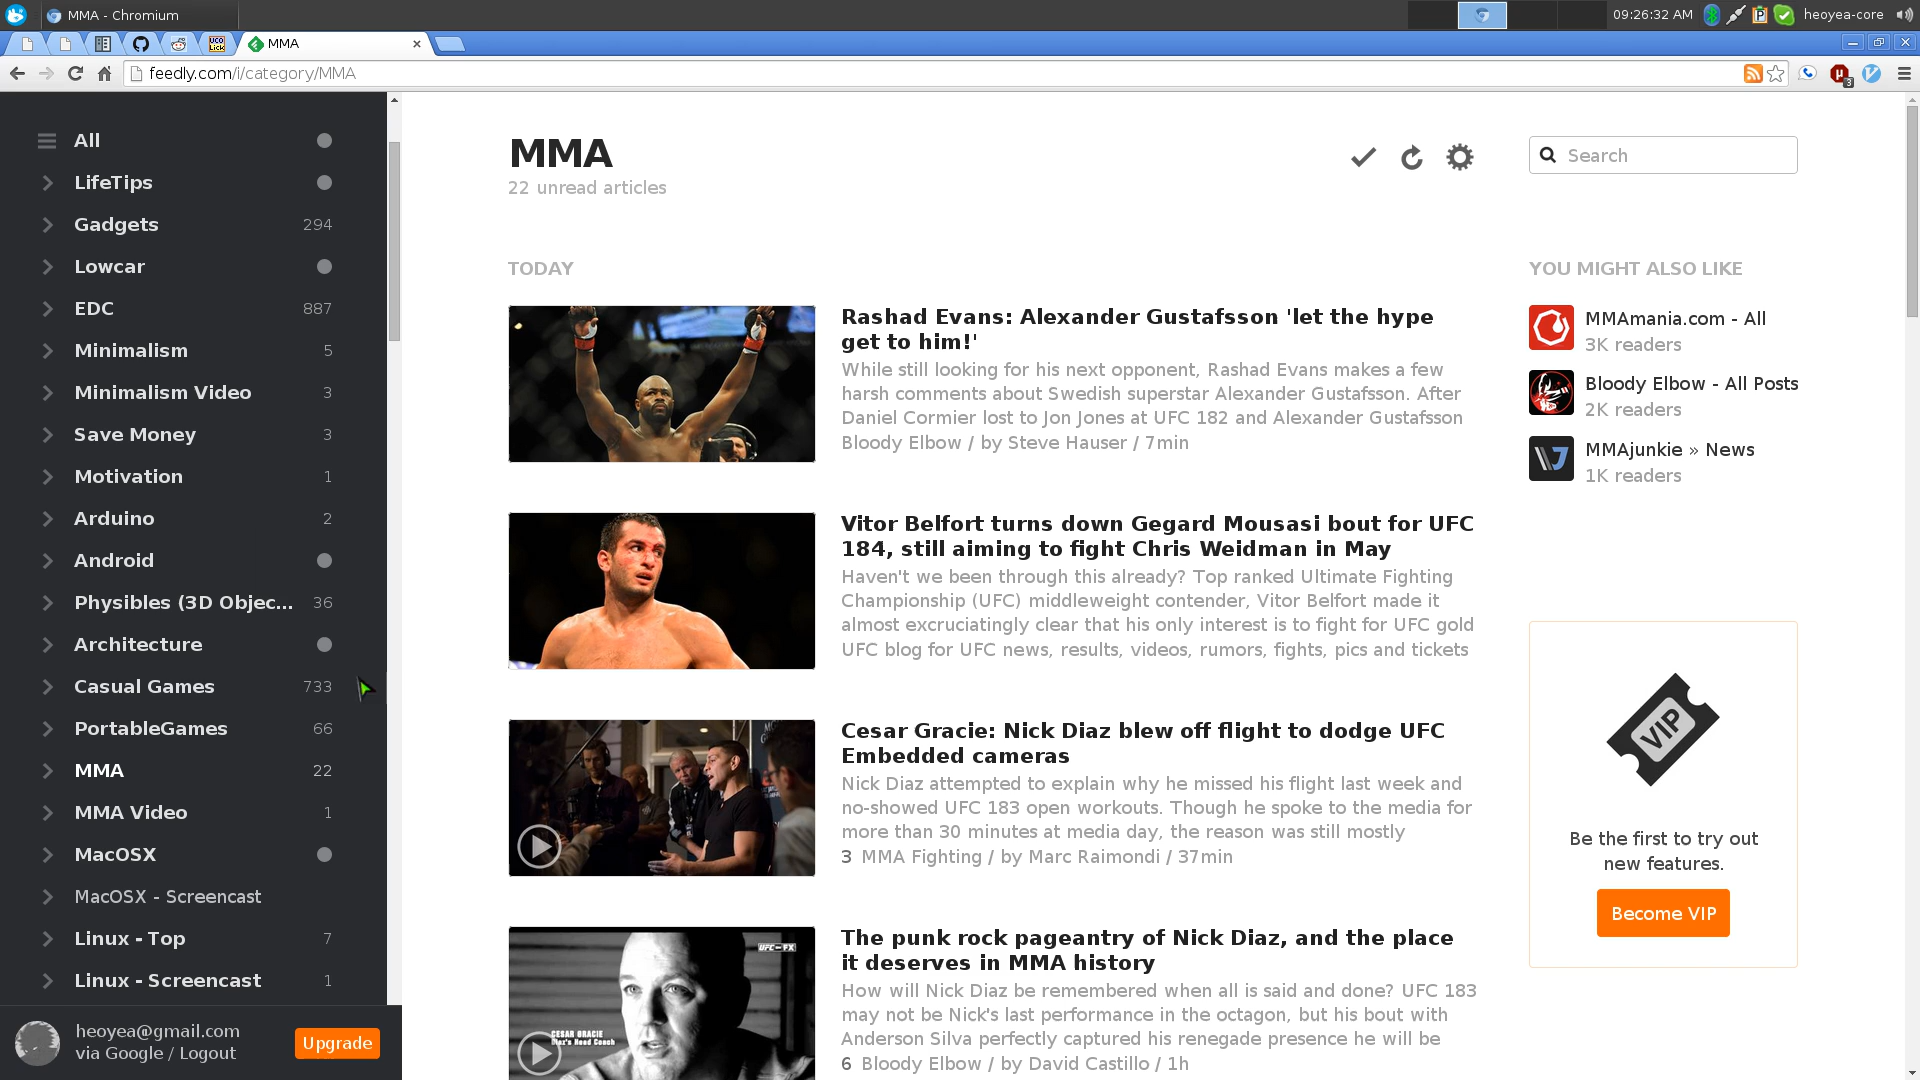 MMA - Chromium
09:26:32 AM
heoyea-core
UCO
Lick
MMA
feedly.com/i/category/MMA
3
All
LifeTips
Gadgets 294
Lowcar
EDC 887
Minimalism 5
Minimalism Video 3
Save Money 3
Motivation 1
Arduino 2
Android
Physibles (3D Objec... 36
Architecture
Casual Games 733
PortableGames 66
MMA 22
MMA Video 1
MacOSX
MacOSX - Screencast
Linux - Top 7
Linux - Screencast 1
heoyea@gmail.com
via Google / Logout
Upgrade
MMA
22 unread articles
TODAY
Rashad Evans: Alexander Gustafsson 'let the hype
get to him!'
While still looking for his next opponent, Rashad Evans makes a few
harsh comments about Swedish superstar Alexander Gustafsson. After
Daniel Cormier lost to Jon Jones at UFC 182 and Alexander Gustafsson
Bloody Elbow / by Steve Hauser / 7min
Vitor Belfort turns down Gegard Mousasi bout for UFC
184, still aiming to fight Chris Weidman in May
Haven't we been through this already? Top ranked Ultimate Fighting
Championship (UFC) middleweight contender, Vitor Belfort made it
almost excruciatingly clear that his only interest is to fight for UFC gold
UFC blog for UFC news, results, videos, rumors, fights, pics and tickets
Cesar Gracie: Nick Diaz blew off flight to dodge UFC
Embedded cameras
Nick Diaz attempted to explain why he missed his flight last week and
no-showed UFC 183 open workouts. Though he spoke to the media for
more than 30 minutes at media day, the reason was still mostly
3 MMA Fighting / by Marc Raimondi / 37min
UFC ON FX
CESAR GRACIE
Diaz's Head Coach
The punk rock pageantry of Nick Diaz, and the place
it deserves in MMA history
How will Nick Diaz be remembered when all is said and done? UFC 183
may not be Nick's last performance in the octagon, but his bout with
Anderson Silva perfectly captured his renegade presence he will be
6 Bloody Elbow / by David Castillo / 1h
Search
YOU MIGHT ALSO LIKE
MMAmania.com - All
3K readers
Bloody Elbow - All Posts
2K readers
MMAjunkie » News
1K readers
VIP
Be the first to try out
new features.
Become VIP